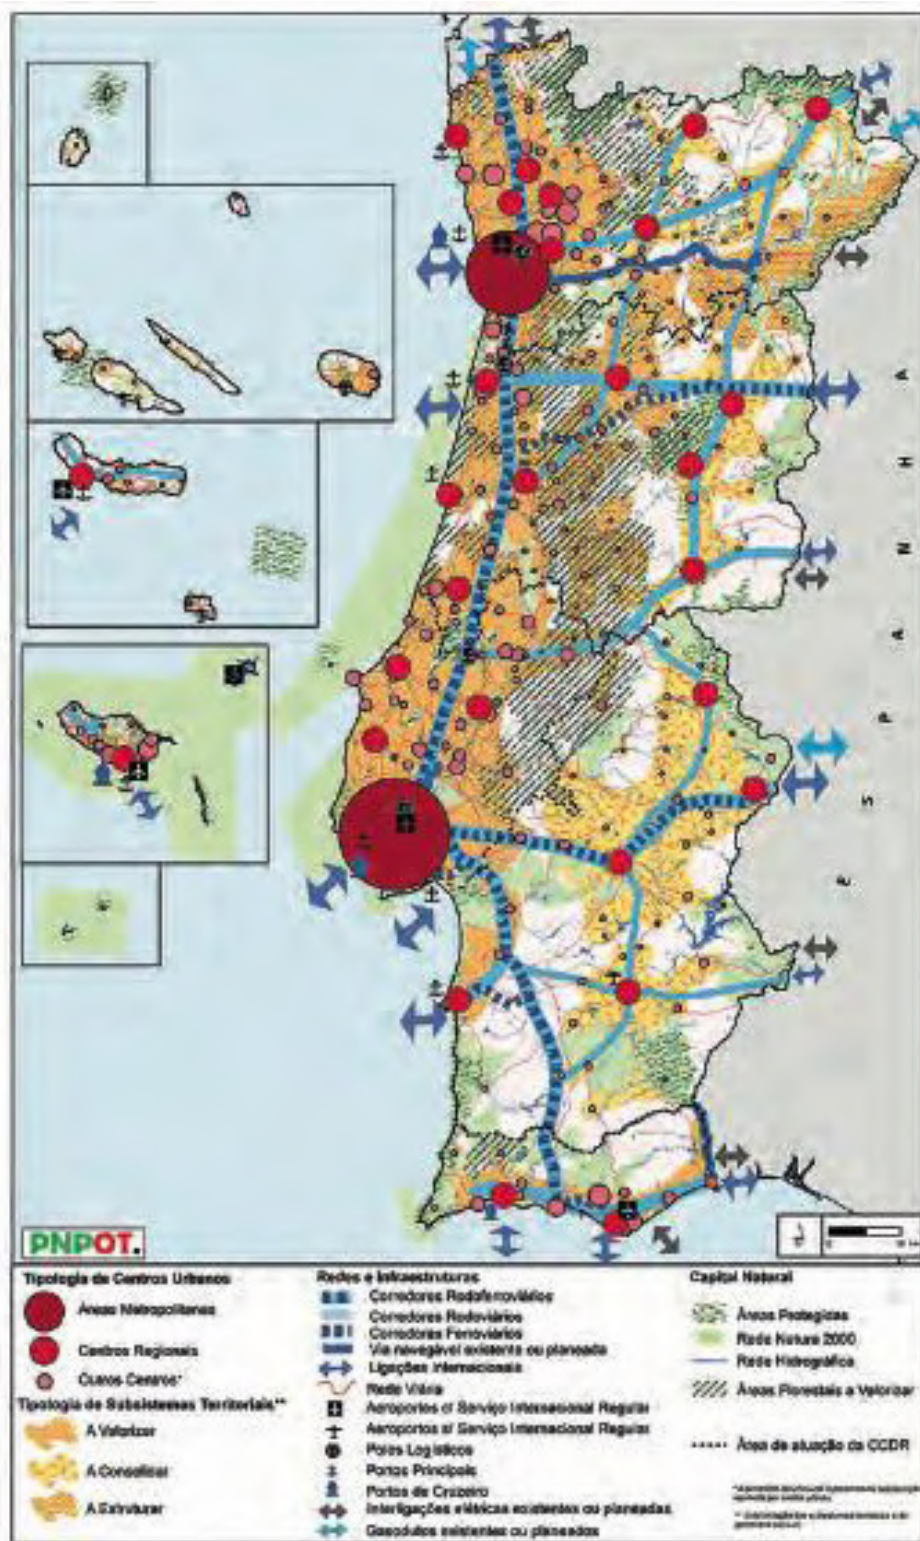 E
S
P
A
N
H
A
PNPOT.
Tipologia de Centros Urbanos
Áreas Metropolitanas
Centros Regionais
Outros Centros*
Tipologia de Subsistemas Territoriais**
A Valorizar
A Consolidar
A Estruturar
Redes e Infraestruturas
Corredores Rodoferroviários
Corredores Rodoviários
Corredores Ferroviários
Via navegável existente ou planeada
Ligações Internacionais
Rede Viária
Aeroportos c/ Serviço Internacional Regular
Aeroportos s/ Serviço Internacional Regular
Polos Logísticos
Portos Principais
Portos de Cruzeiro
Interligações elétricas existentes ou planeadas
Gasodutos existentes ou planeados
Capital Natural
Áreas Protegidas
Rede Natura 2000
Rede Hidrográfica
Áreas Florestais a Valorizar
Área de atuação da CCDR